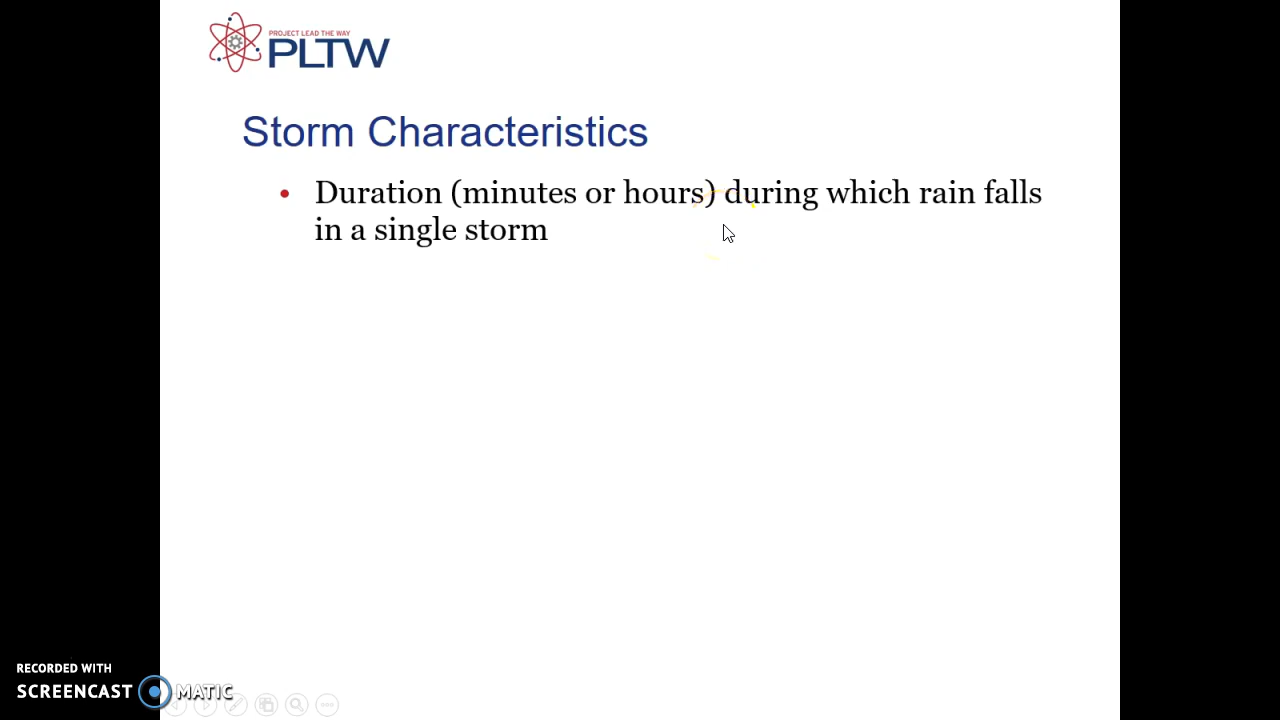 PROJECT LEAD THE WAY
PLTW
Storm Characteristics
• Duration (minutes or hours) during which rain falls
in a single storm
RECORDED WITH
SCREENCAST MATIC